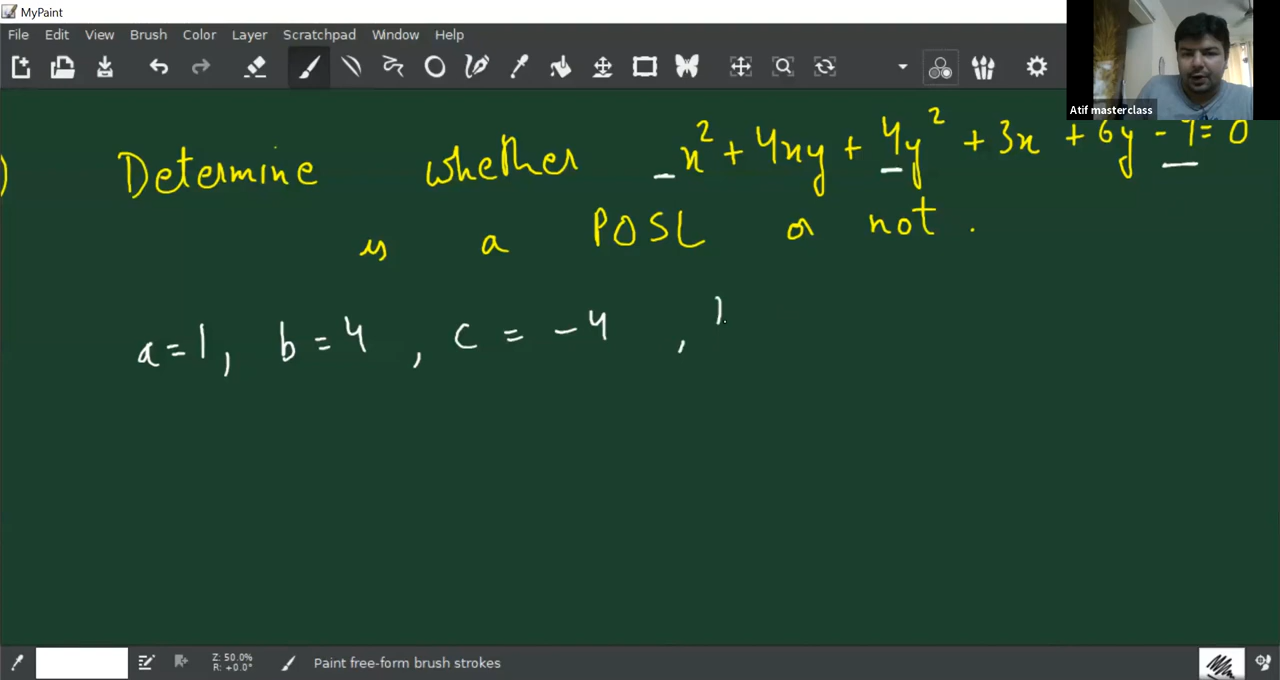 MyPaint
File Edit View Brush Color Layer Scratchpad Window Help
Atif masterclass
) Determine whether x² + 4xy + 4y² + 3x + 6y - = 0
is a POSL or not .
a = 1, b = 4 , c = - 4 ,
Z: 50.0%
R: +0.0°
Paint free-form brush strokes